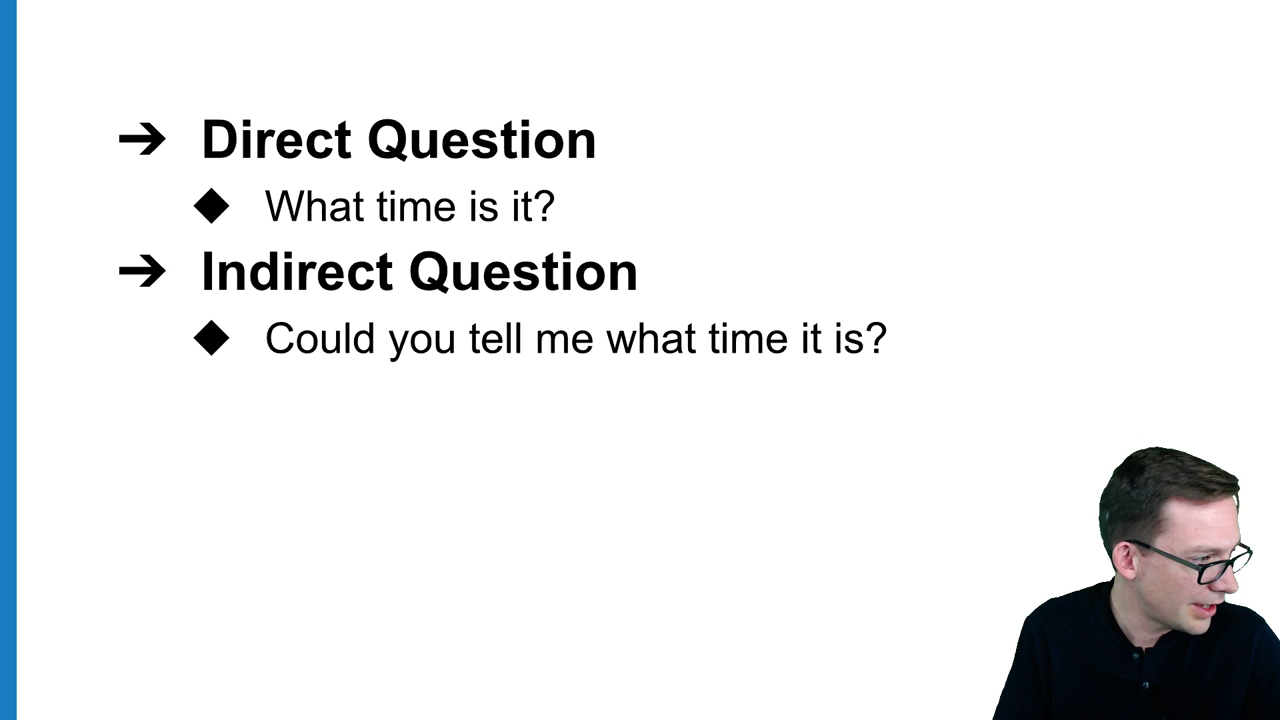 ➔ Direct Question
◆ What time is it?
➔ Indirect Question
◆ Could you tell me what time it is?